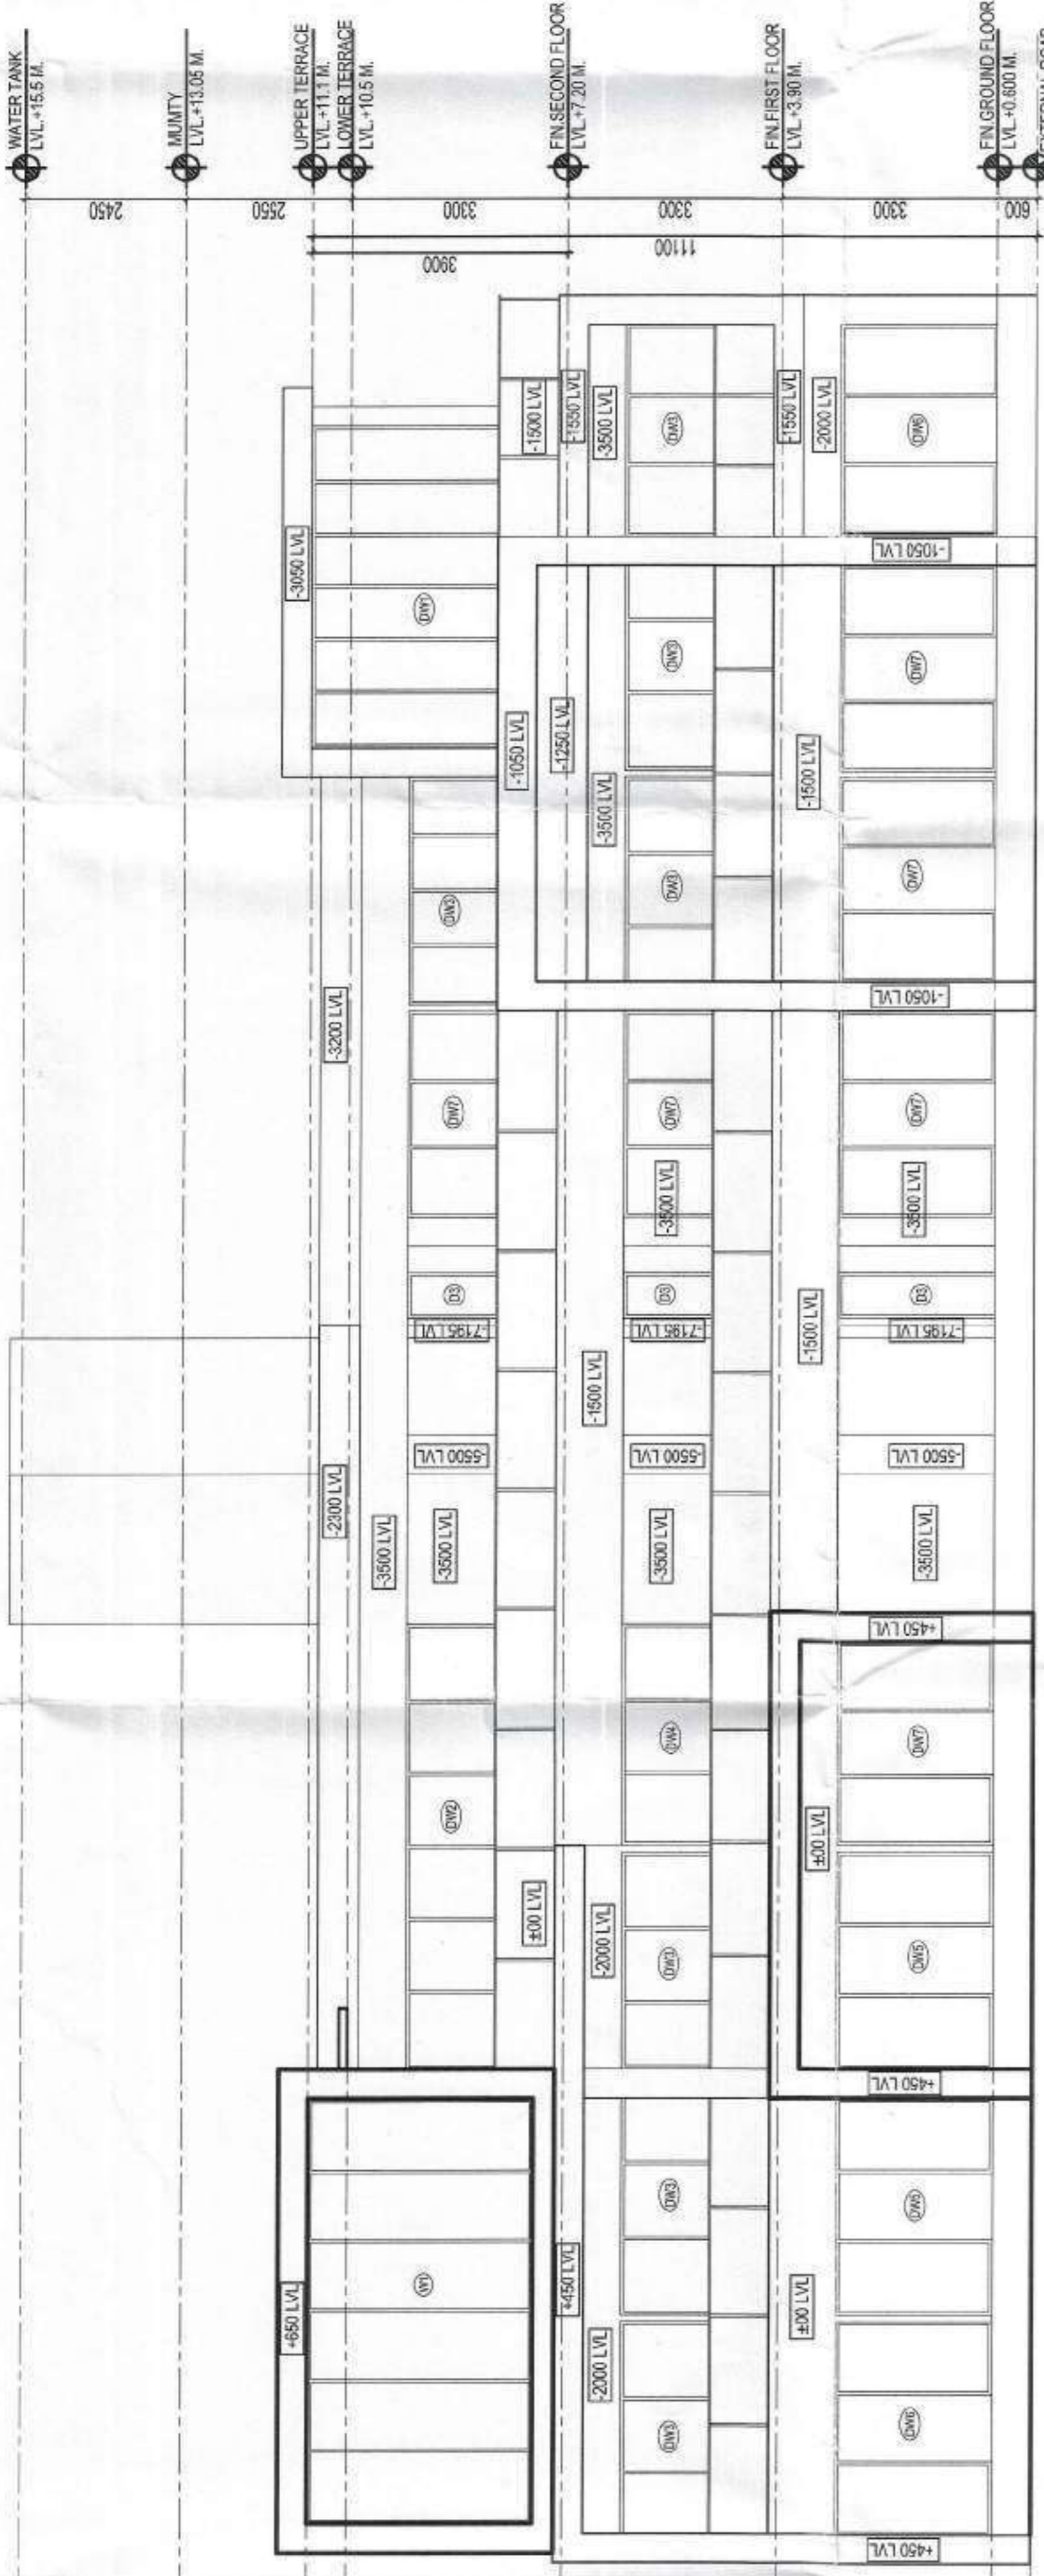 WATER TANK
LVL.+15.5 M.
2450
MUMTY
LVL.+13.05 M.
2550
UPPER TERRACE
LVL.+11.1 M.
LOWER TERRACE
LVL.+10.5 M.
+650 LVL
-2300 LVL
-3200 LVL
-3050 LVL
3300
3900
W1
DW2
-3500 LVL
-3500 LVL
-5500 LVL
-7195 LVL
D3
DW7
DW3
DW1
±00 LVL
-1050 LVL
-1500 LVL
FIN.SECOND FLOOR
LVL.+7.20 M.
+450 LVL
-1500 LVL
-1250 LVL
-1550 LVL
-2000 LVL
-2000 LVL
-3500 LVL
-3500 LVL
3300
11100
DW3
DW3
DW3
DW4
-3500 LVL
-5500 LVL
-7195 LVL
D3
-3500 LVL
DW7
DW3
DW3
DW3
FIN.FIRST FLOOR
LVL.+3.90 M.
±00 LVL
±00 LVL
-1500 LVL
-1500 LVL
-1550 LVL
-2000 LVL
3300
+450 LVL
DW6
DW5
+450 LVL
DW5
DW7
+450 LVL
-3500 LVL
-5500 LVL
-7195 LVL
D3
-3500 LVL
DW7
-1050 LVL
DW7
DW7
-1050 LVL
DW6
FIN.GROUND FLOOR
LVL.+0.600 M.
600
EXTERNAL ROAD